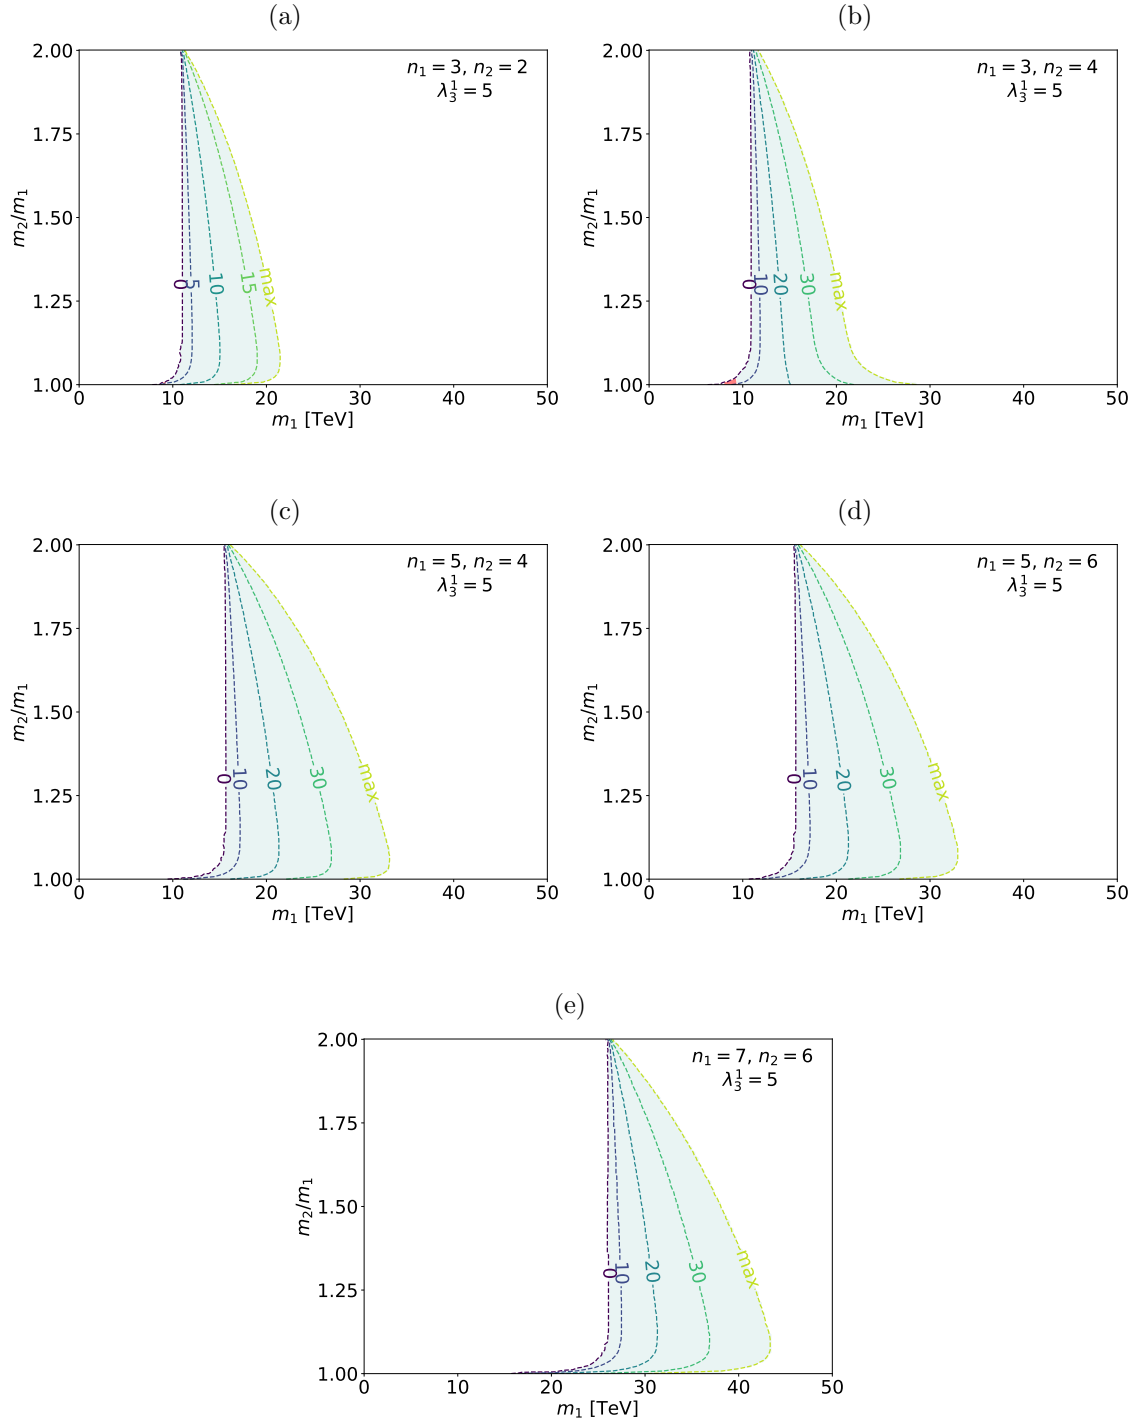 (a)
(b)
2.00
1.75
1.50
1.25
1.00
m₂/m₁
n₁ = 3, n₂ = 2
λ₃¹ = 5
0
5
10
15
max
0 10 20 30 40 50
m₁ [TeV]
2.00
1.75
1.50
1.25
1.00
m₂/m₁
n₁ = 3, n₂ = 4
λ₃¹ = 5
0
10
20
30
max
0 10 20 30 40 50
m₁ [TeV]
(c)
(d)
2.00
1.75
1.50
1.25
1.00
m₂/m₁
n₁ = 5, n₂ = 4
λ₃¹ = 5
0
10
20
30
max
0 10 20 30 40 50
m₁ [TeV]
2.00
1.75
1.50
1.25
1.00
m₂/m₁
n₁ = 5, n₂ = 6
λ₃¹ = 5
0
10
20
30
max
0 10 20 30 40 50
m₁ [TeV]
(e)
2.00
1.75
1.50
1.25
1.00
m₂/m₁
n₁ = 7, n₂ = 6
λ₃¹ = 5
0
10
20
30
max
0 10 20 30 40 50
m₁ [TeV]